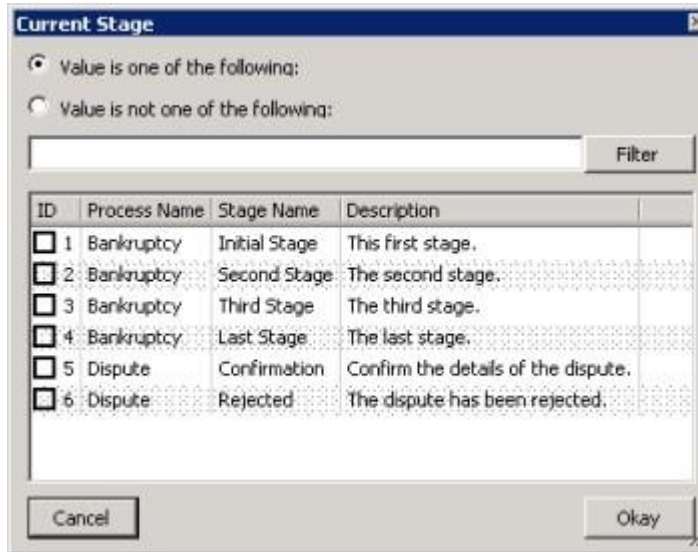 Current Stage
Value is one of the following:
Value is not one of the following:
Filter
ID Process Name Stage Name Description
1 Bankruptcy Initial Stage This first stage.
2 Bankruptcy Second Stage The second stage.
3 Bankruptcy Third Stage The third stage.
4 Bankruptcy Last Stage The last stage.
5 Dispute Confirmation Confirm the details of the dispute.
6 Dispute Rejected The dispute has been rejected.
Cancel Okay